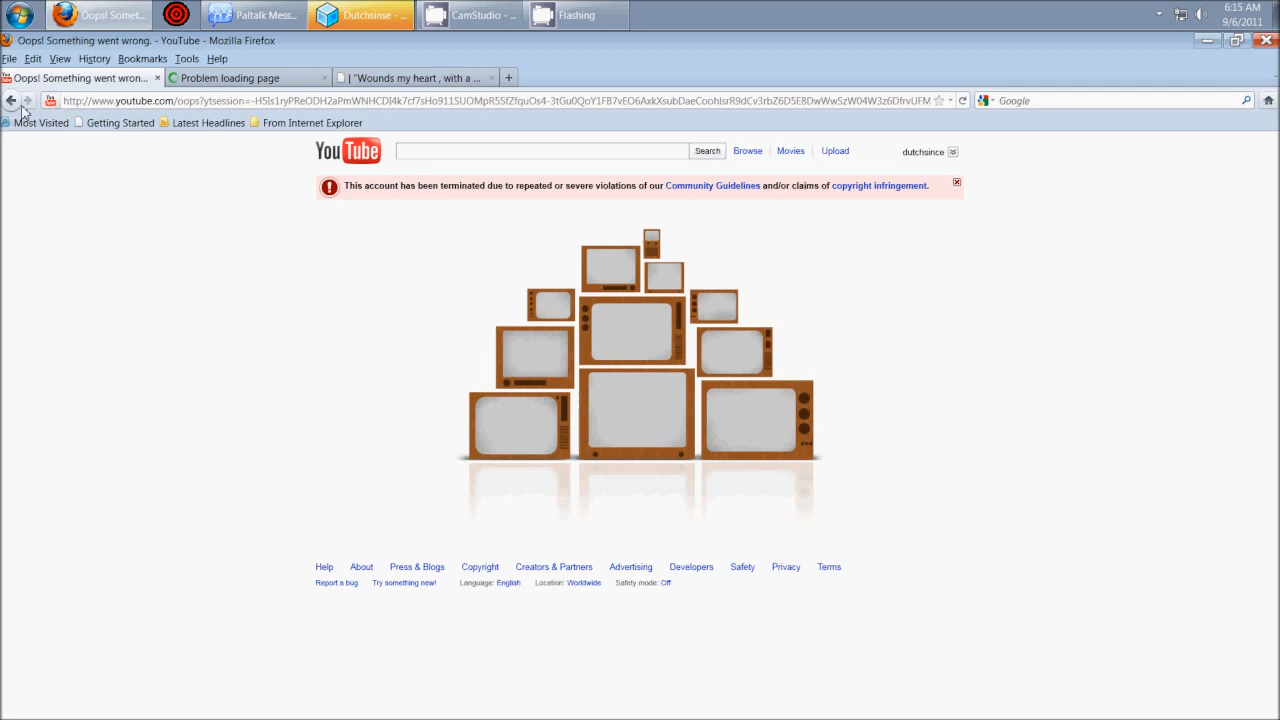 Oops! Somet... Paltalk Mess... Dutchsinse - ... CamStudio - ... Flashing 6:15 AM
9/6/2011
Oops! Something went wrong. - YouTube - Mozilla Firefox
File Edit View History Bookmarks Tools Help
You Tube Oops! Something went wron... × Problem loading page × | "Wounds my heart , with a ... × +
Most Visited Getting Started Latest Headlines From Internet Explorer
Google
You Tube Search Browse Movies Upload dutchsince
This account has been terminated due to repeated or severe violations of our Community Guidelines and/or claims of copyright infringement.
Help About Press & Blogs Copyright Creators & Partners Advertising Developers Safety Privacy Terms
Report a bug Try something new! Language: English Location: Worldwide Safety mode: Off